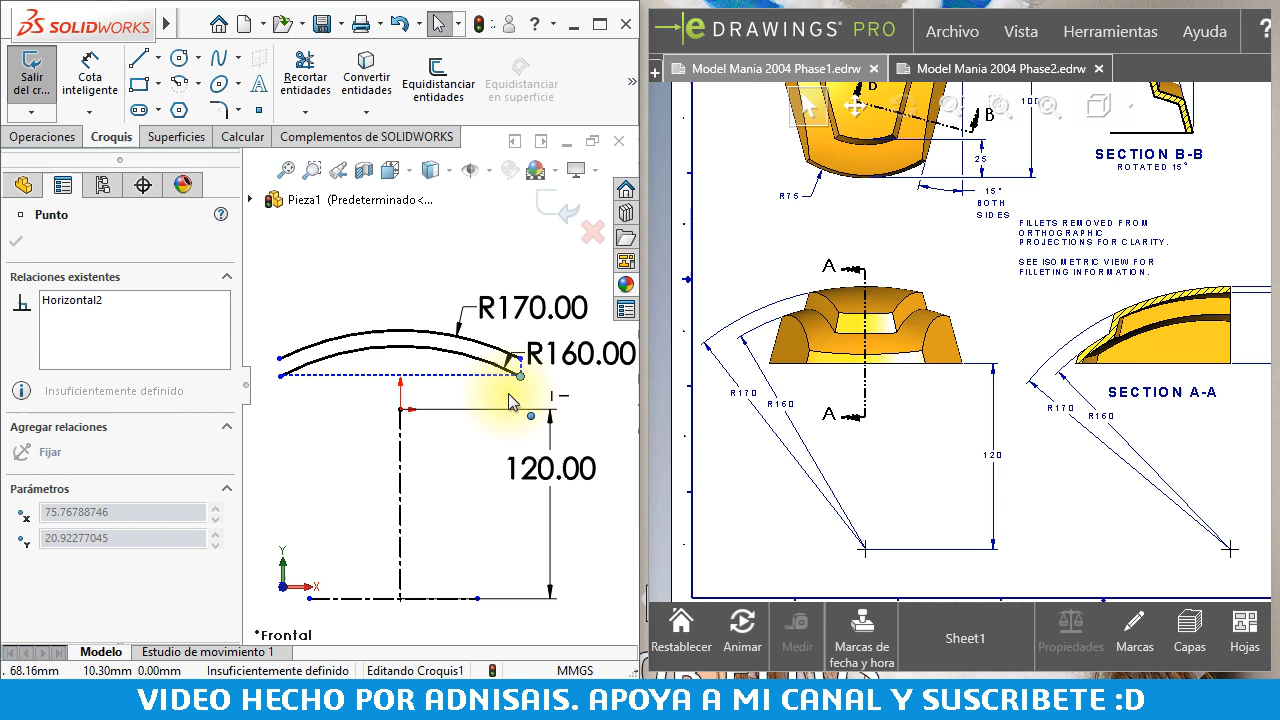 SOLIDWORKS
Salir del cr...
Cota inteligente
Recortar entidades
Convertir entidades
Equidistanciar entidades
Equidistanciar en superficie
Operaciones
Croquis
Superficies
Calcular
Complementos de SOLIDWORKS
Punto
Relaciones existentes
Horizontal2
Insuficientemente definido
Agregar relaciones
Fijar
Parámetros
75.76788746
20.92277045
Pieza1 (Predeterminado <...
R170.00
R160.00
120.00
Y
X
*Frontal
Modelo
Estudio de movimiento 1
68.16mm
10.30mm
0.00mm
Insuficientemente definido
Editando Croquis1
MMGS
eDRAWINGS® PRO
Archivo
Vista
Herramientas
Ayuda
?
Model Mania 2004 Phase1.edrw
Model Mania 2004 Phase2.edrw
B
B
100
25
R75
15°
BOTH
SIDES
SECTION B-B
ROTATED 15°
FILLETS REMOVED FROM
ORTHOGRAPHIC
PROJECTIONS FOR CLARITY.
SEE ISOMETRIC VIEW FOR
FILLETING INFORMATION.
A
A
R170
R160
120
SECTION A-A
R170
R160
Restablecer
Animar
Medir
Marcas de fecha y hora
Sheet1
Propiedades
Marcas
Capas
Hojas
VIDEO HECHO POR ADNISAIS. APOYA A MI CANAL Y SUSCRIBETE :D